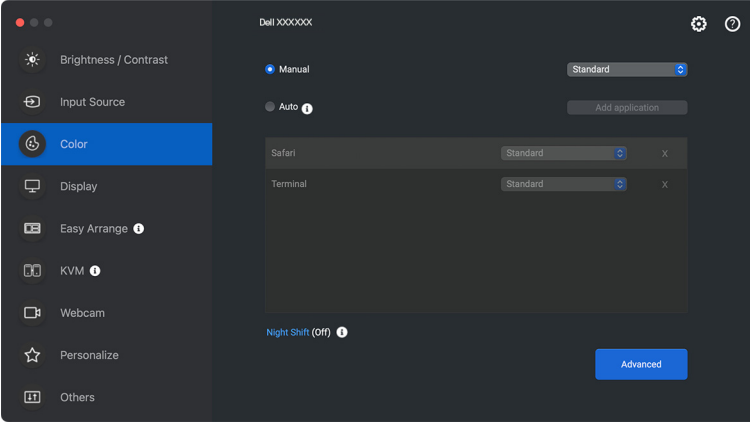 Dell XXXXXX
Brightness / Contrast
Input Source
Color
Display
Easy Arrange
KVM
Webcam
Personalize
Others
Manual
Standard
Auto
Add application
Safari Standard x
Terminal Standard x
Night Shift (Off)
Advanced